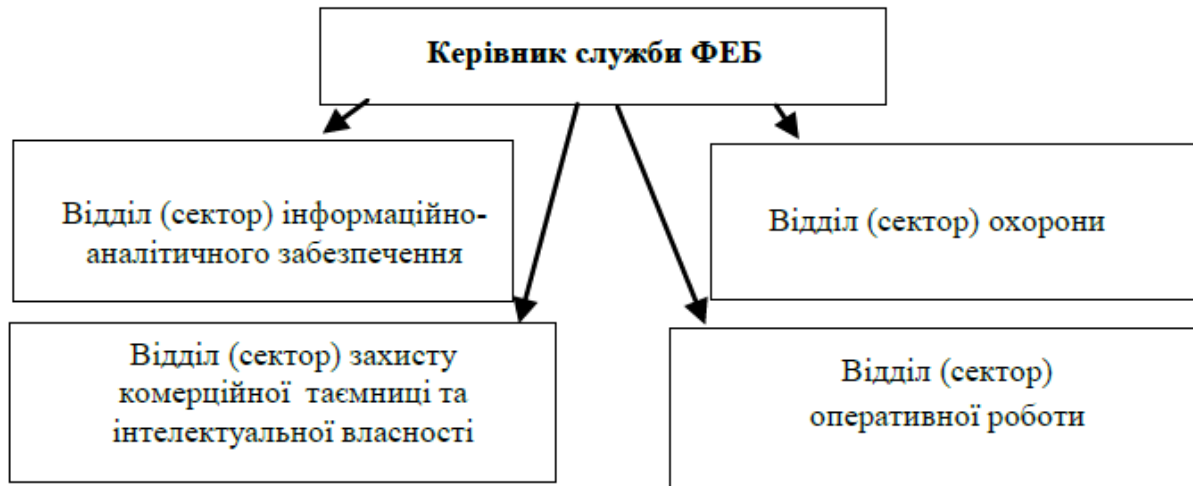 Керівник служби ФЕБ
Відділ (сектор) інформаційно-
аналітичного забезпечення
Відділ (сектор) охорони
Відділ (сектор) захисту
комерційної таємниці та
інтелектуальної власності
Відділ (сектор)
оперативної роботи